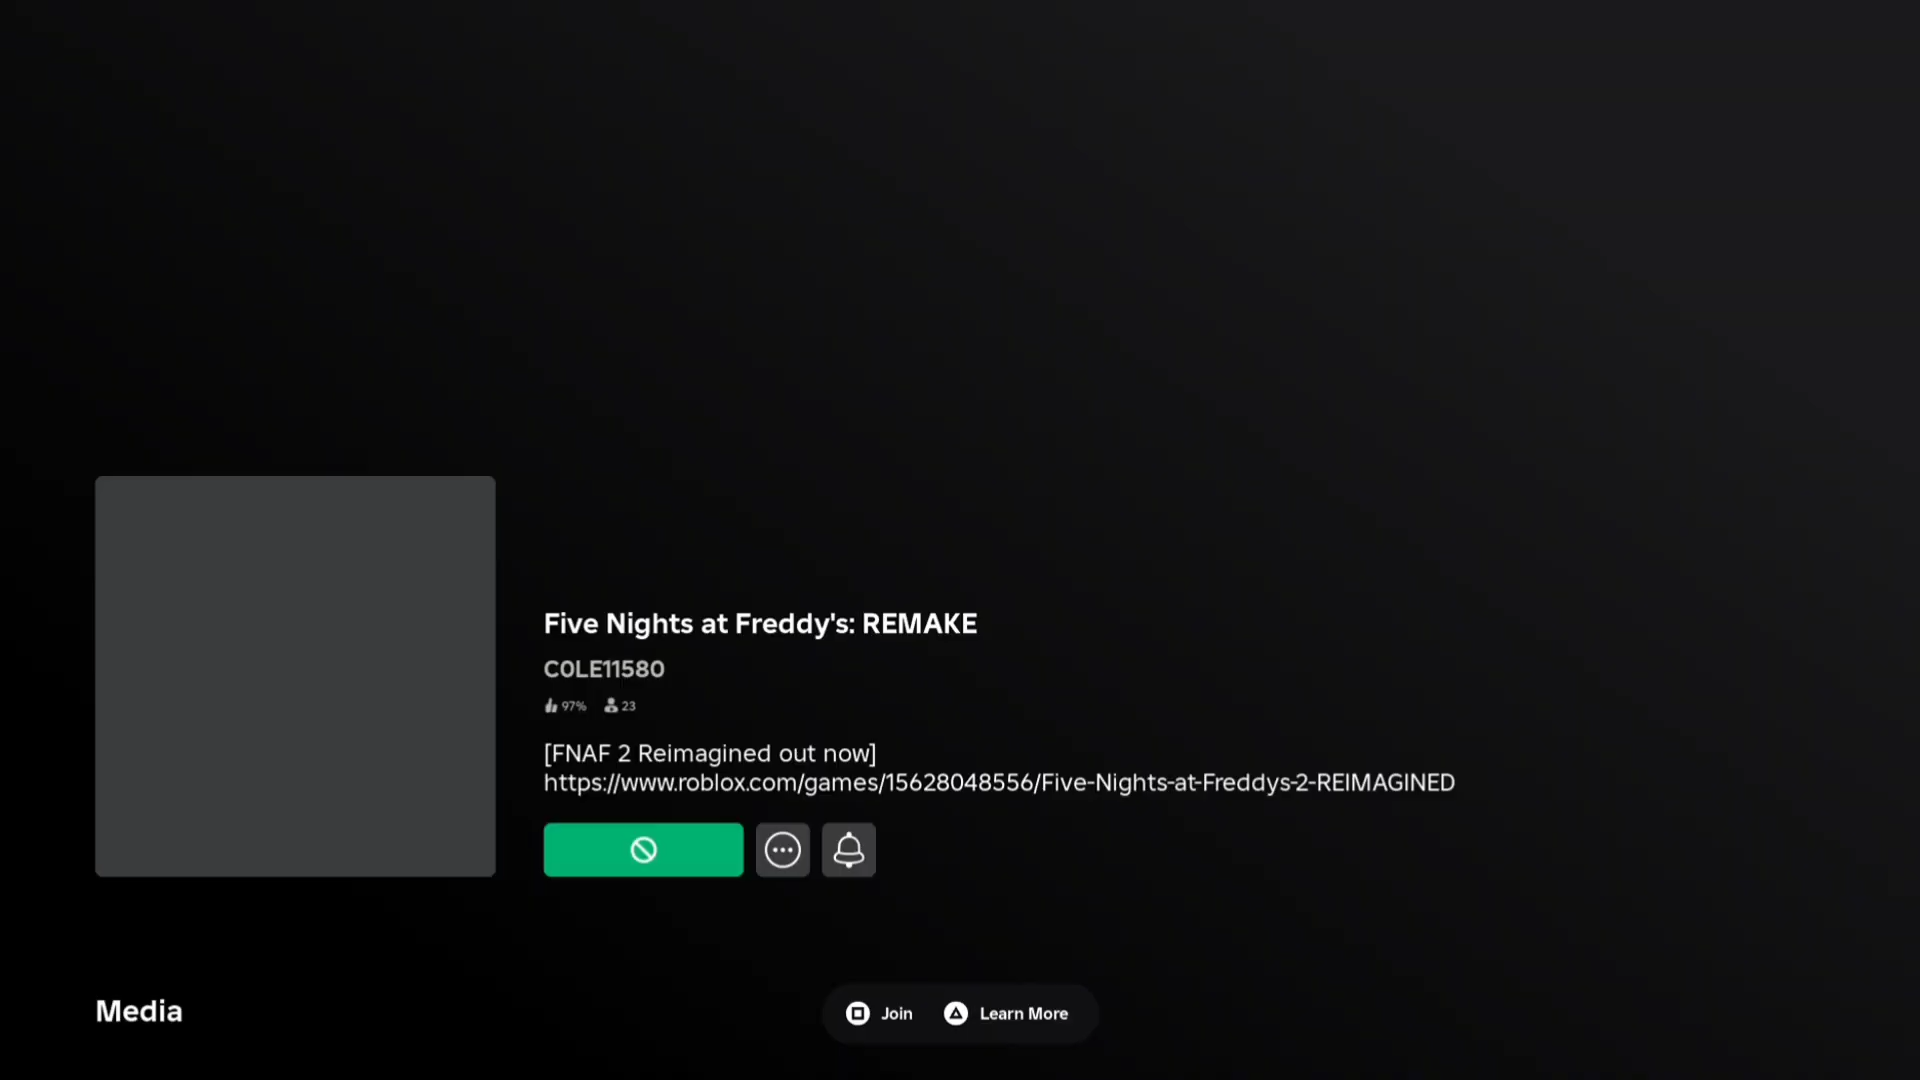 Five Nights at Freddy's: REMAKE
C0LE11580
97% 23
[FNAF 2 Reimagined out now]
https://www.roblox.com/games/15628048556/Five-Nights-at-Freddys-2-REIMAGINED
Media
Join Learn More